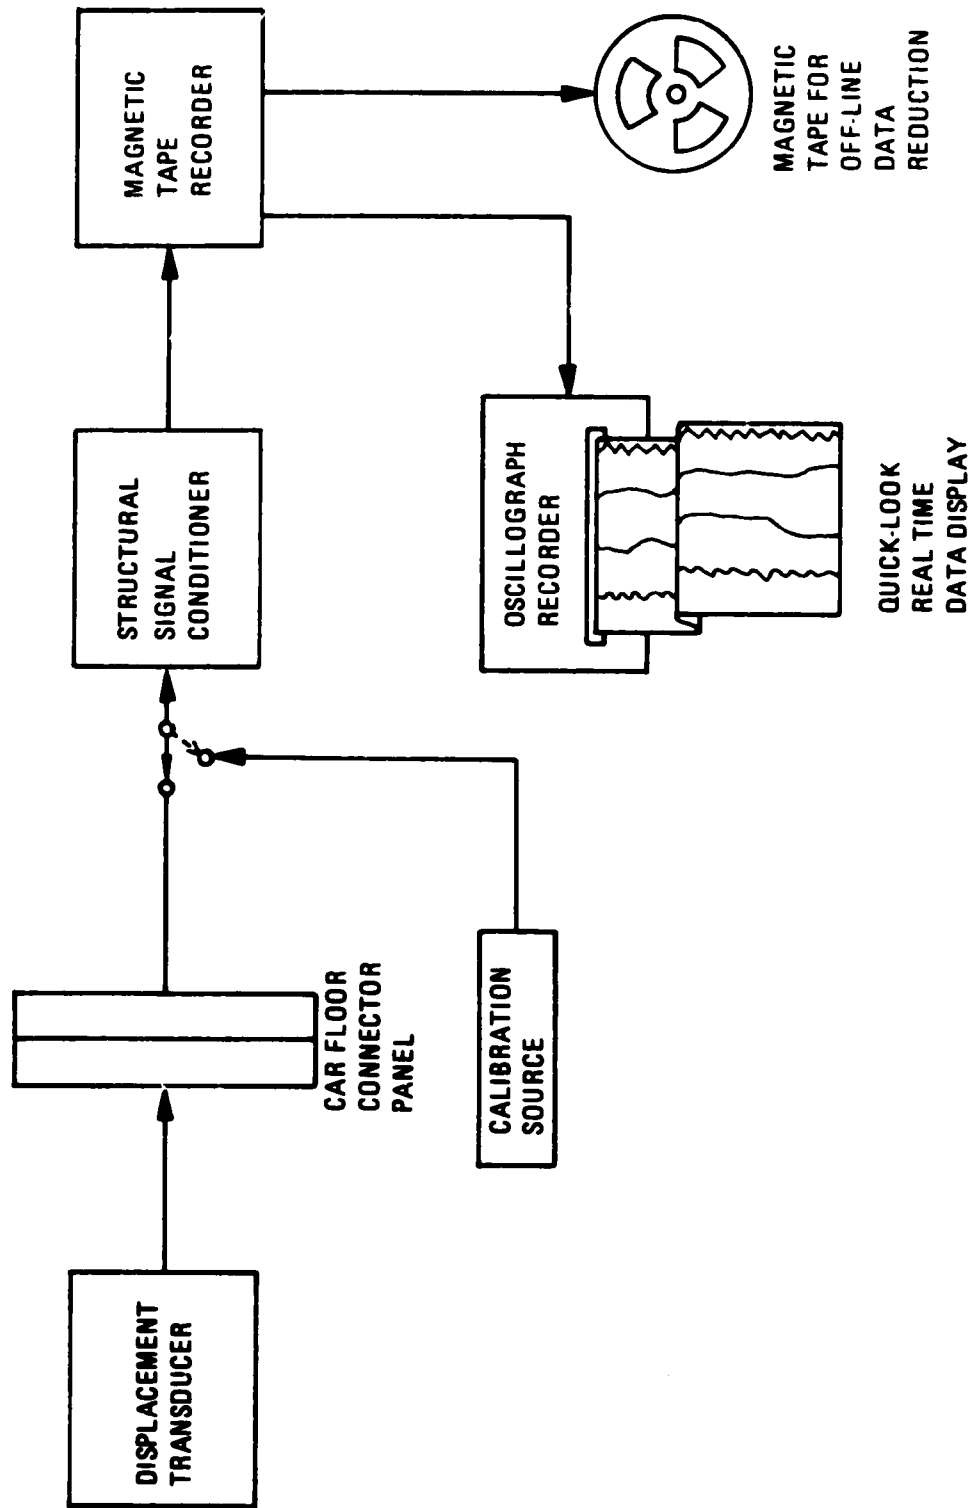 DISPLACEMENT
TRANSDUCER
CAR FLOOR
CONNECTOR
PANEL
CALIBRATION
SOURCE
STRUCTURAL
SIGNAL
CONDITIONER
MAGNETIC
TAPE
RECORDER
OSCILLOGRAPH
RECORDER
QUICK-LOOK
REAL TIME
DATA DISPLAY
MAGNETIC
TAPE FOR
OFF-LINE
DATA
REDUCTION